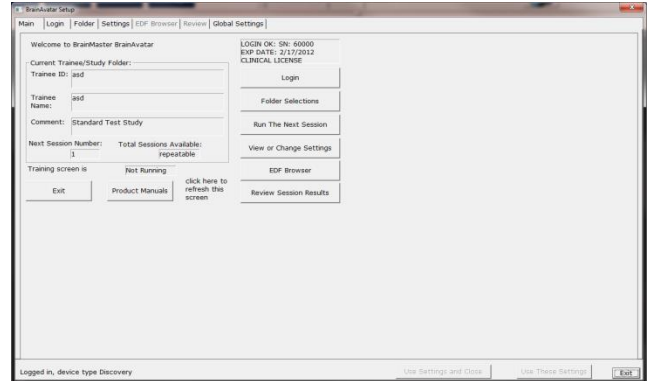 BrainAvatar Setup
Main Login Folder Settings EDF Browser Review Global Settings
Welcome to BrainMaster BrainAvatar
LOGIN OK: SN: 60000
EXP DATE: 2/17/2012
CLINICAL LICENSE
Current Trainee/Study Folder:
Trainee ID: asd
Trainee Name: asd
Comment: Standard Test Study
Next Session Number: 1
Total Sessions Available: repeatable
Training screen is Not Running
Exit
Product Manuals
click here to
refresh this
screen
Login
Folder Selections
Run The Next Session
View or Change Settings
EDF Browser
Review Session Results
Logged in, device type Discovery
Use Settings and Close
Use These Settings
Exit